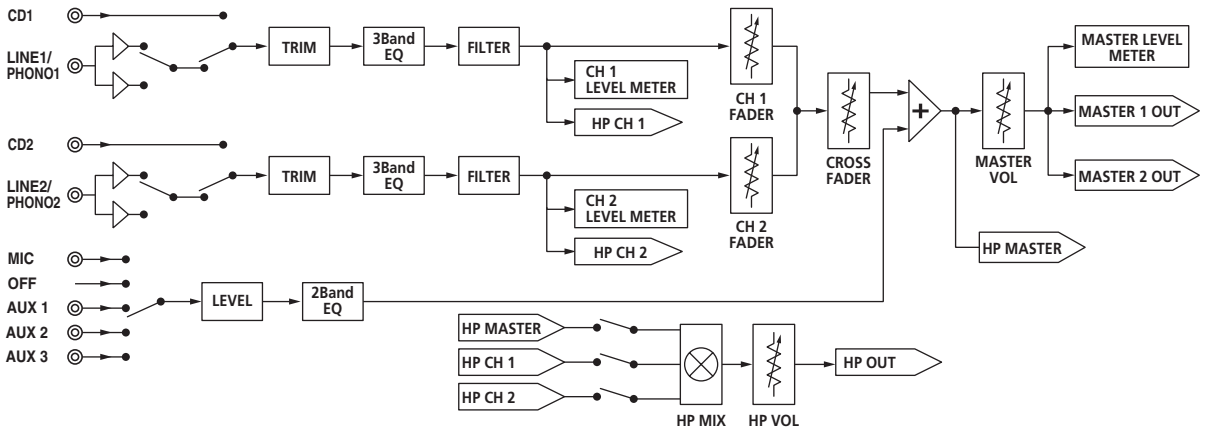 CD1
LINE1/
PHONO1
TRIM
3Band
EQ
FILTER
CH 1
LEVEL METER
HP CH 1
CH 1
FADER
CD2
LINE2/
PHONO2
TRIM
3Band
EQ
FILTER
CH 2
LEVEL METER
HP CH 2
CH 2
FADER
CROSS
FADER
+
MASTER
VOL
MASTER LEVEL
METER
MASTER 1 OUT
MASTER 2 OUT
HP MASTER
MIC
OFF
AUX 1
AUX 2
AUX 3
LEVEL
2Band
EQ
HP MASTER
HP CH 1
HP CH 2
HP MIX
HP VOL
HP OUT